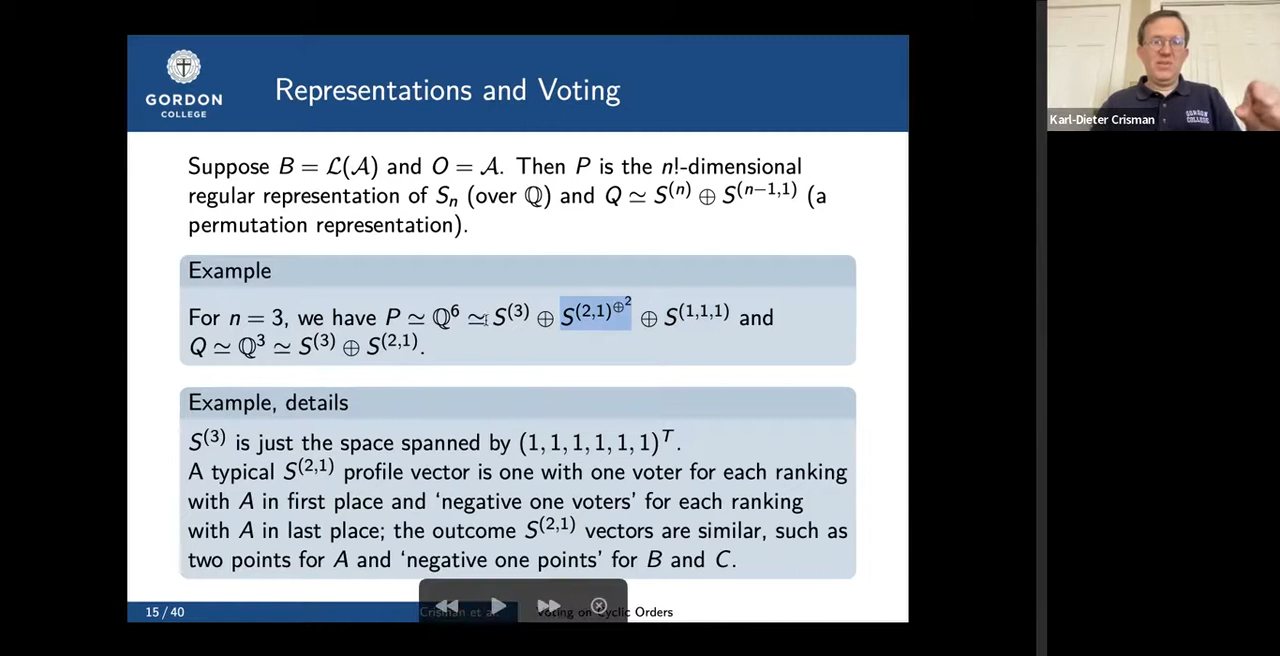 GORDON
COLLEGE
Representations and Voting
Suppose B = ℒ(𝒜) and O = 𝒜. Then P is the n!-dimensional
regular representation of Sₙ (over ℚ) and Q ≃ S⁽ⁿ⁾ ⊕ S⁽ⁿ⁻¹,¹⁾ (a
permutation representation).
Example
For n = 3, we have P ≃ ℚ⁶ ≃ S⁽³⁾ ⊕ S^{(2,1)^{⊕2}} ⊕ S^{(1,1,1)} and
Q ≃ ℚ³ ≃ S^{(3)} ⊕ S^{(2,1)}.
Example, details
S^{(3)} is just the space spanned by (1, 1, 1, 1, 1, 1)^T.
A typical S^{(2,1)} profile vector is one with one voter for each ranking
with A in first place and ‘negative one voters’ for each ranking
with A in last place; the outcome S^{(2,1)} vectors are similar, such as
two points for A and ‘negative one points’ for B and C.
15 / 40
Crisman et a
Voting on Cyclic Orders
Karl-Dieter Crisman
GORDON
COLLEGE